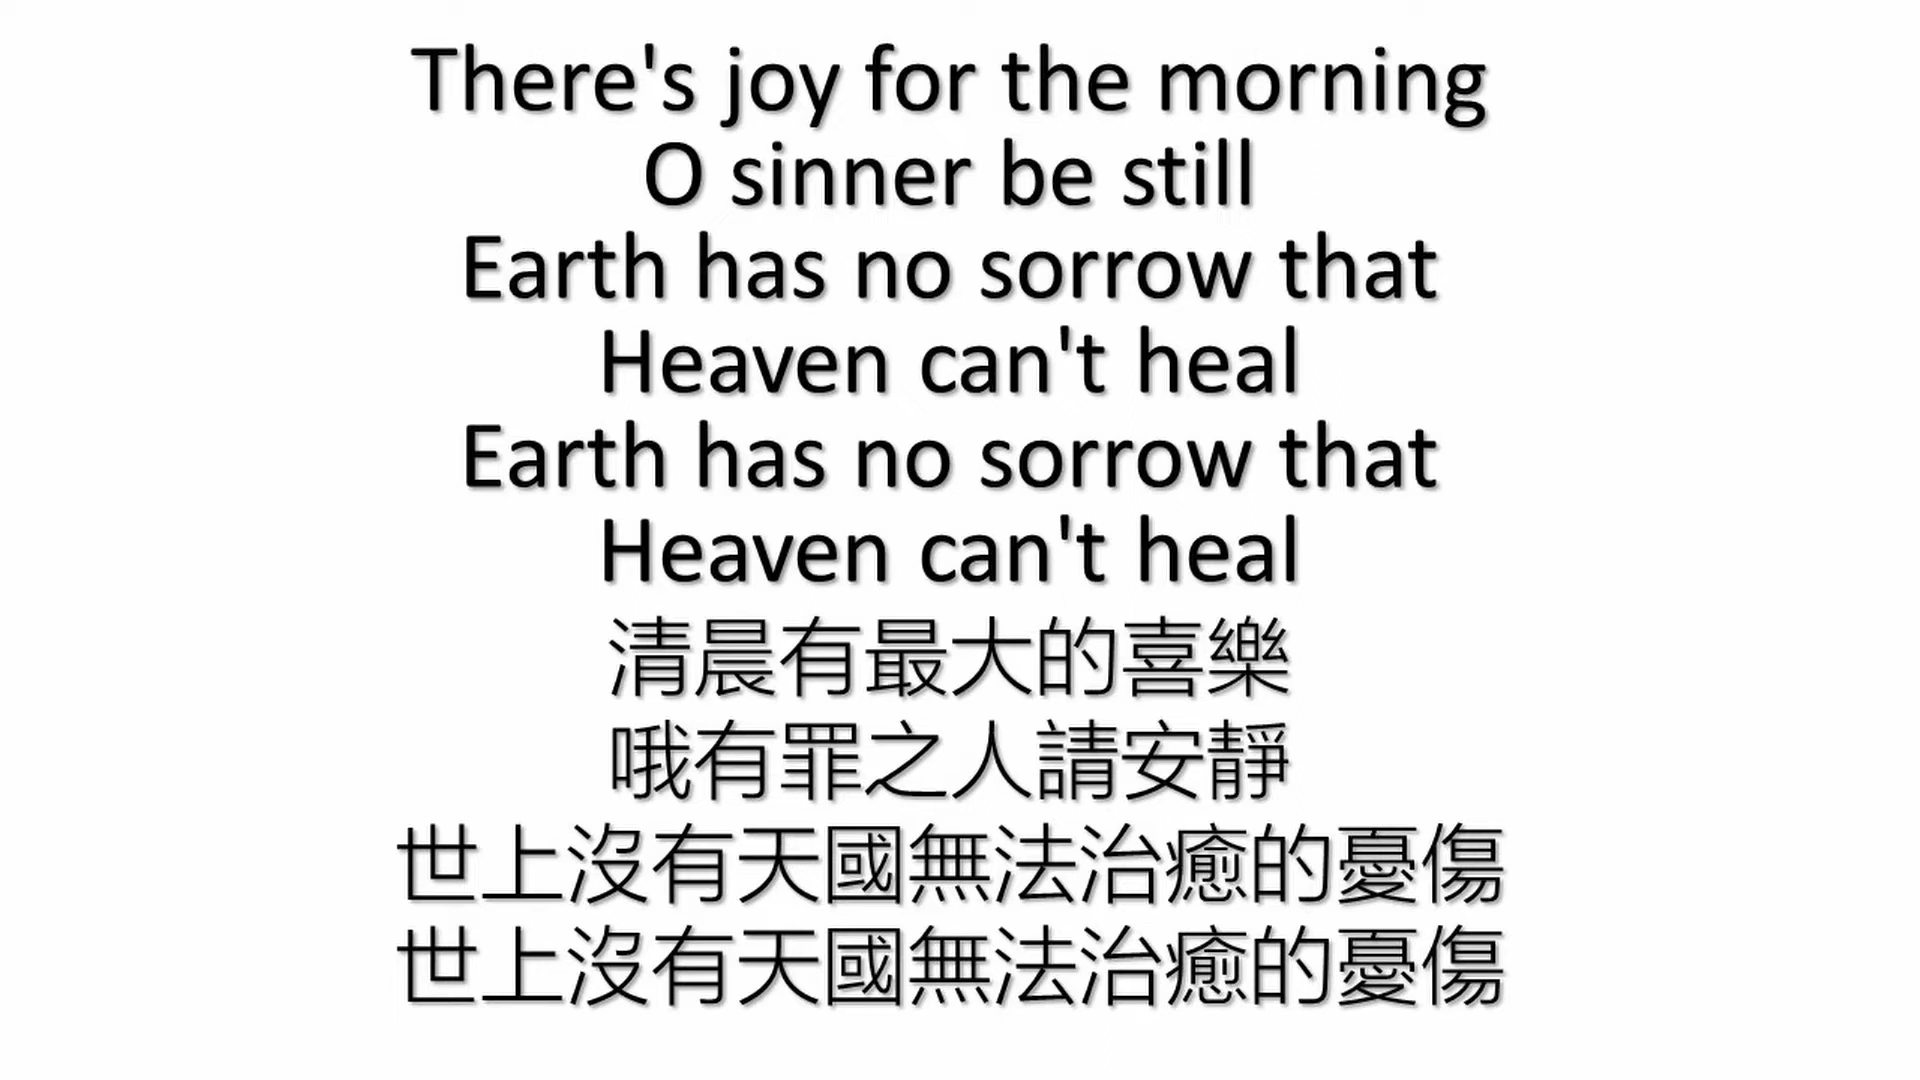 There's joy for the morning
O sinner be still
Earth has no sorrow that
Heaven can't heal
Earth has no sorrow that
Heaven can't heal
清晨有最大的喜樂
哦有罪之人請安靜
世上沒有天國無法治癒的憂傷
世上沒有天國無法治癒的憂傷